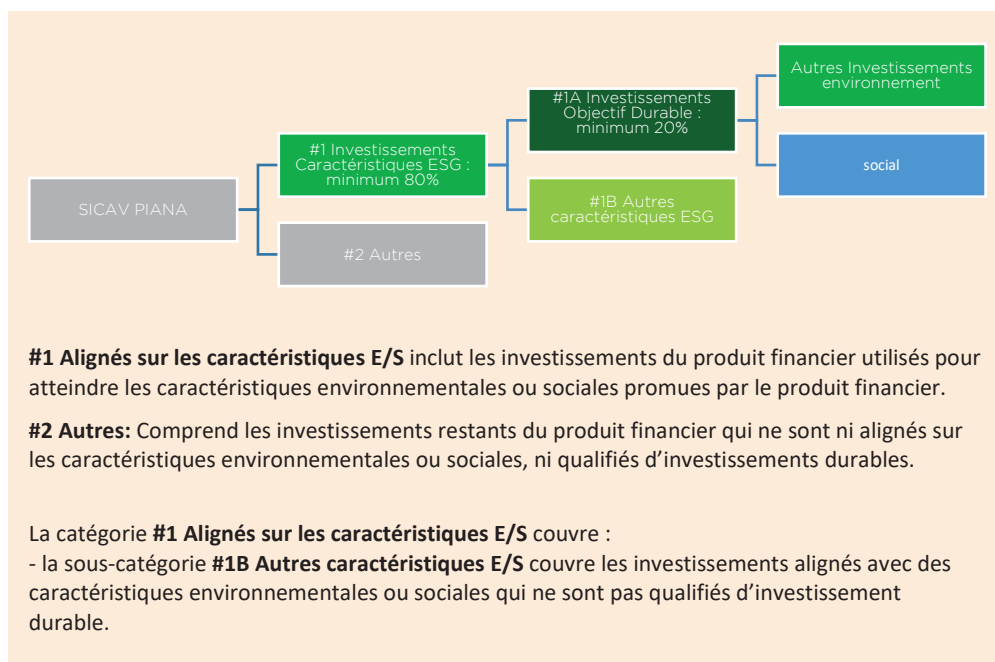 Autres Investissements
environnement
#1A Investissements
Objectif Durable :
minimum 20%
#1 Investissements
Caractéristiques ESG :
minimum 80%
social
SICAV PIANA
#1B Autres
caractéristiques ESG
#2 Autres
#1 Alignés sur les caractéristiques E/S inclut les investissements du produit financier utilisés pour
atteindre les caractéristiques environnementales ou sociales promues par le produit financier.
#2 Autres: Comprend les investissements restants du produit financier qui ne sont ni alignés sur
les caractéristiques environnementales ou sociales, ni qualifiés d’investissements durables.
La catégorie #1 Alignés sur les caractéristiques E/S couvre :
- la sous-catégorie #1B Autres caractéristiques E/S couvre les investissements alignés avec des
caractéristiques environnementales ou sociales qui ne sont pas qualifiés d’investissement
durable.